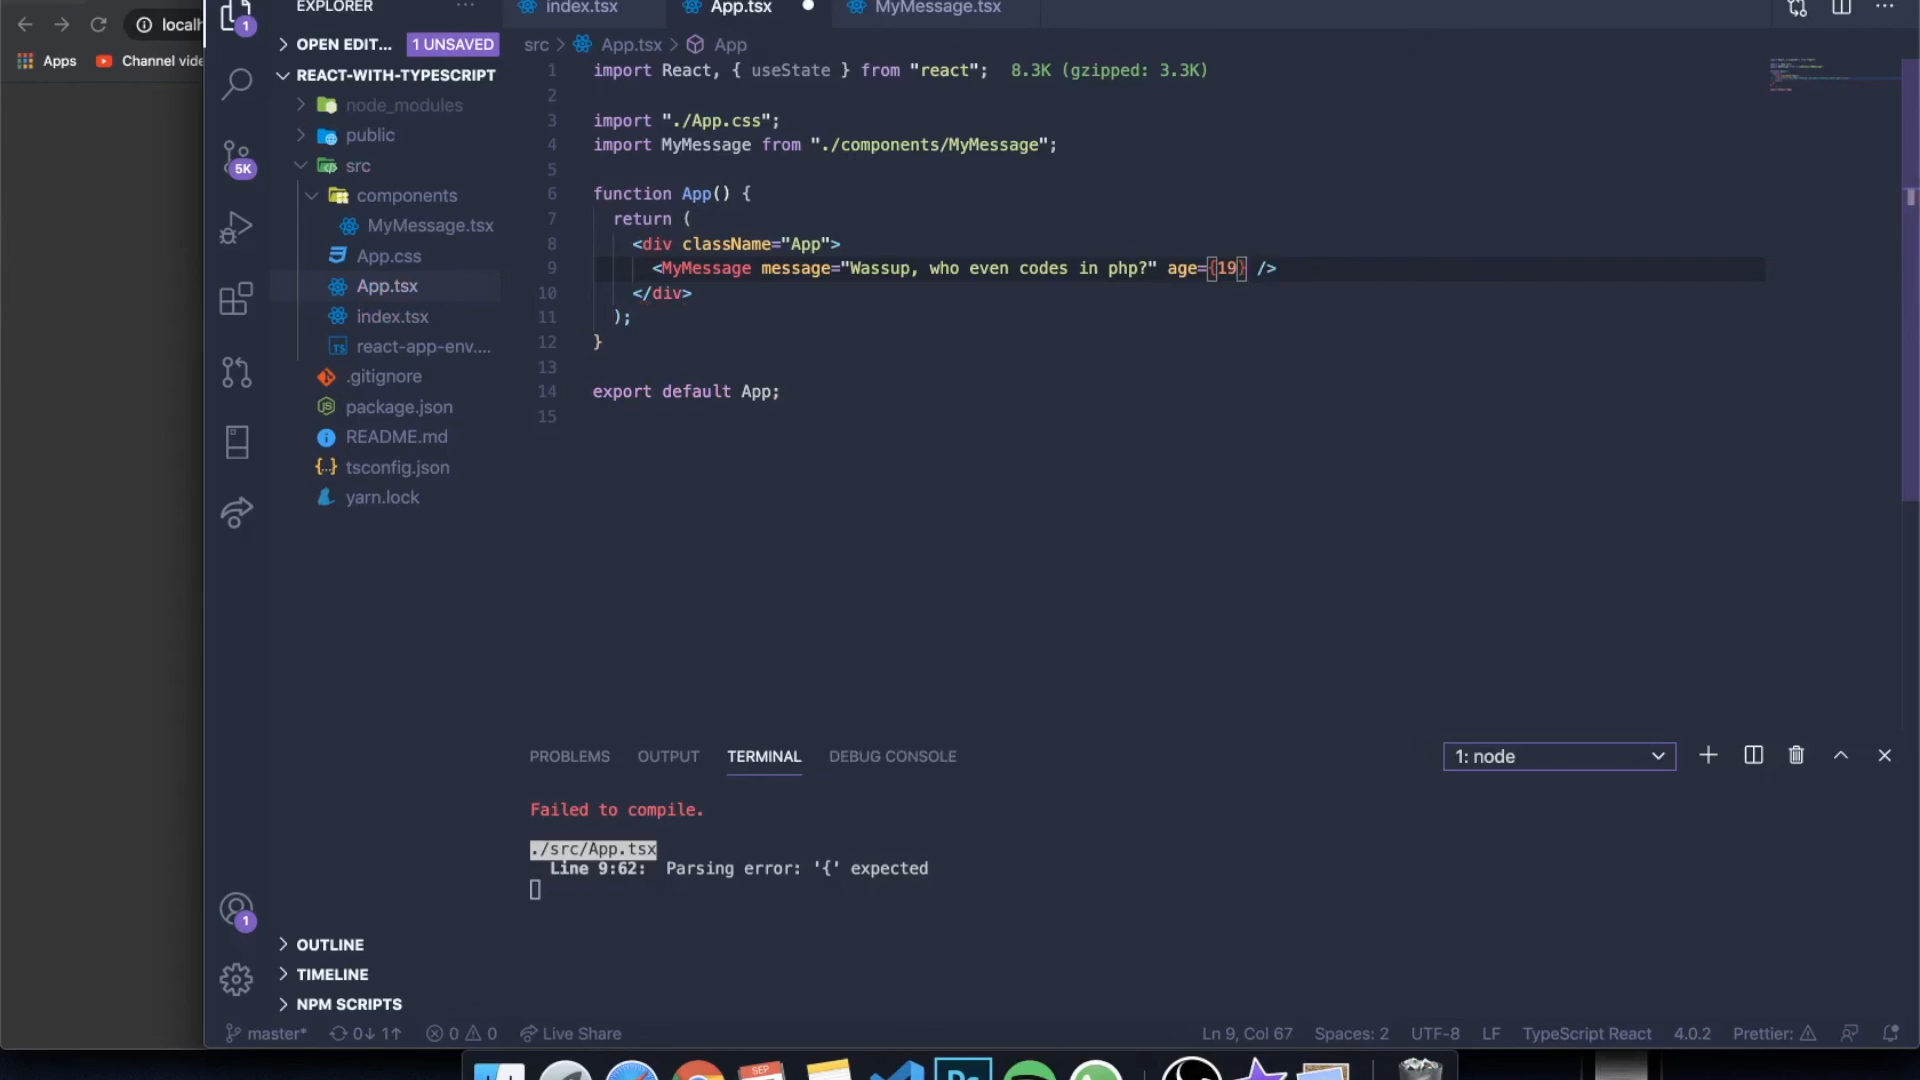 localh
Apps
Channel vide
1
5K
1
EXPLORER
OPEN EDIT... 1 UNSAVED
REACT-WITH-TYPESCRIPT
node_modules
public
src
components
MyMessage.tsx
App.css
App.tsx
index.tsx
TS react-app-env....
.gitignore
package.json
README.md
tsconfig.json
yarn.lock
OUTLINE
TIMELINE
NPM SCRIPTS
index.tsx App.tsx MyMessage.tsx
src App.tsx App
1 import React, { useState } from "react"; 8.3K (gzipped: 3.3K)
2
3 import "./App.css";
4 import MyMessage from "./components/MyMessage";
5
6 function App() {
7 return (
8 <div className="App">
9 <MyMessage message="Wassup, who even codes in php?" age={19} />
10 </div>
11 );
12 }
13
14 export default App;
15
PROBLEMS OUTPUT TERMINAL DEBUG CONSOLE 1: node
Failed to compile.
./src/App.tsx
Line 9:62: Parsing error: '{' expected
master* 0↓ 1↑ 0 0 Live Share Ln 9, Col 67 Spaces: 2 UTF-8 LF TypeScript React 4.0.2 Prettier:
SEP